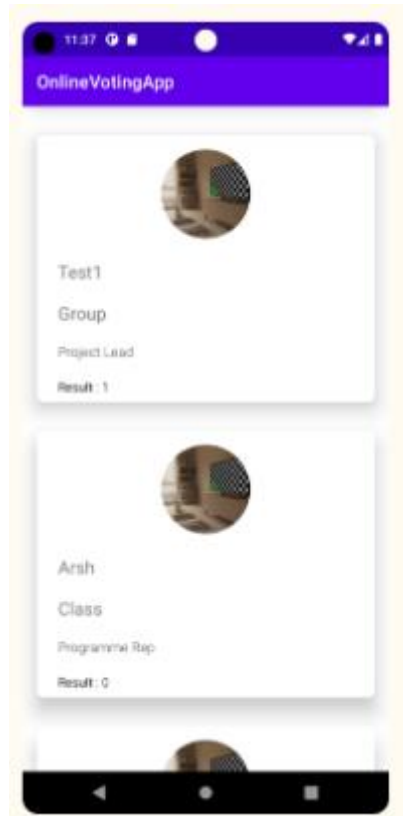 11:37
OnlineVotingApp
Test1
Group
Project Lead
Result : 1
Arsh
Class
Programme Rep
Result : 0